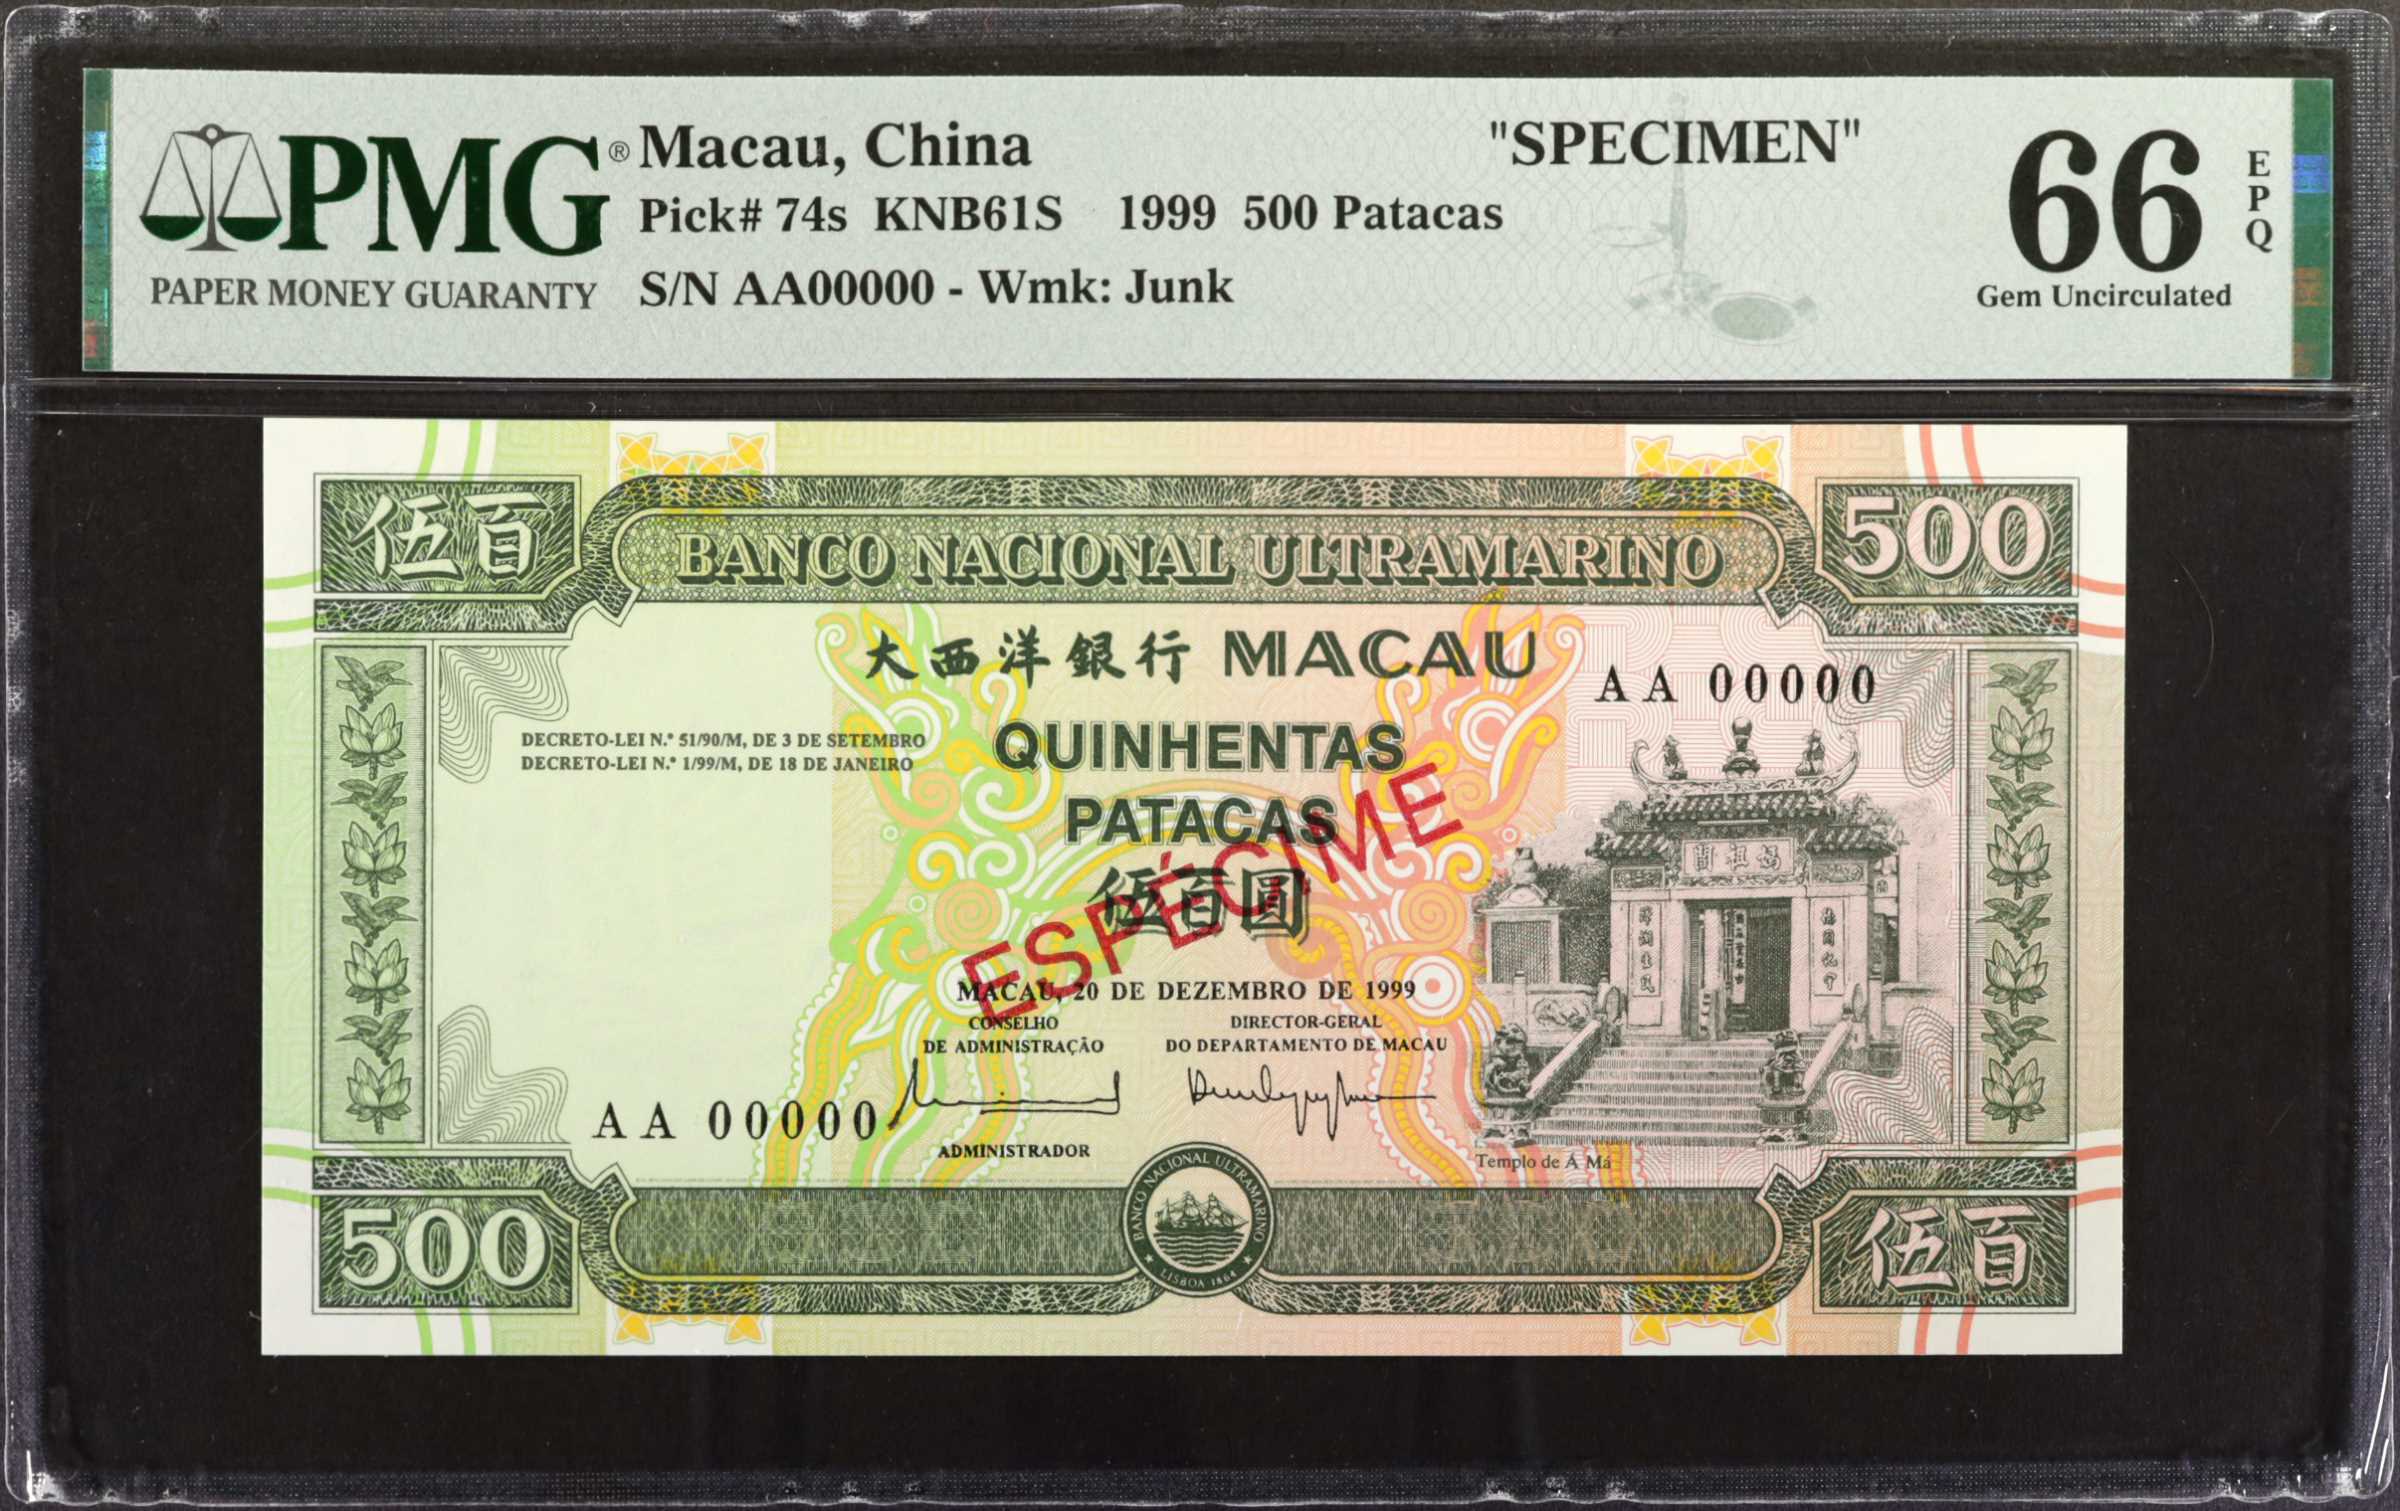 PMG®
PAPER MONEY GUARANTY
Macau, China
"SPECIMEN"
Pick# 74s KNB61S 1999 500 Patacas
S/N AA00000 - Wmk: Junk
66
EPQ
Gem Uncirculated
伍百
BANCO NACIONAL ULTRAMARINO
500
大西洋銀行 MACAU
AA 00000
DECRETO-LEI N.º 51/90/M, DE 3 DE SETEMBRO
DECRETO-LEI N.º 1/99/M, DE 18 DE JANEIRO
QUINHENTAS
PATACAS
伍百圓
ESPÉCIME
媽祖閣
MACAU, 20 DE DEZEMBRO DE 1999
CONSELHO
DE ADMINISTRAÇÃO
DIRECTOR-GERAL
DO DEPARTAMENTO DE MACAU
AA 00000
ADMINISTRADOR
Templo de Á Má
500
BANCO NACIONAL ULTRAMARINO
LISBOA 1864
伍百